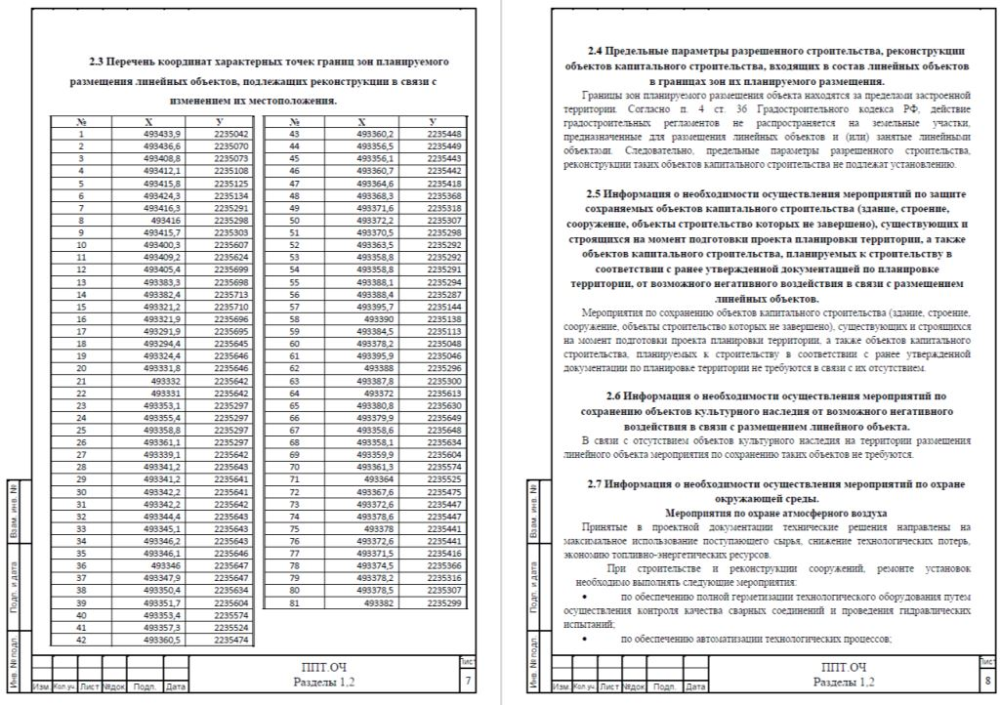 2.3 Перечень координат характерных точек границ зон планируемого
размещения линейных объектов, подлежащих реконструкции в связи с
изменением их местоположения.
№ X У
1 493433,9 2235042
2 493436,6 2235070
3 493408,8 2235073
4 493412,1 2235108
5 493415,8 2235125
6 493424,3 2235134
7 493416,3 2235291
8 493416 2235298
9 493415,7 2235303
10 493400,3 2235607
11 493409,2 2235624
12 493405,4 2235699
13 493383,3 2235698
14 493382,4 2235713
15 493321,2 2235710
16 493321,9 2235696
17 493291,9 2235695
18 493294,4 2235645
19 493324,4 2235646
20 493331,8 2235646
21 493332 2235642
22 493331 2235642
23 493353,1 2235297
24 493355,4 2235297
25 493358,8 2235297
26 493361,1 2235297
27 493339,1 2235642
28 493341,2 2235643
29 493341,2 2235641
30 493342,2 2235641
31 493342,2 2235642
32 493344,4 2235643
33 493345,1 2235643
34 493346,2 2235643
35 493346,1 2235646
36 493346 2235647
37 493347,9 2235647
38 493350,4 2235634
39 493351,7 2235604
40 493353,4 2235574
41 493357,3 2235524
42 493360,5 2235474
№ X У
43 493360,2 2235448
44 493356,5 2235449
45 493356,1 2235443
46 493360,7 2235442
47 493364,6 2235418
48 493368,3 2235368
49 493371,6 2235318
50 493372,2 2235307
51 493370,5 2235298
52 493363,5 2235292
53 493358,8 2235292
54 493358,8 2235291
55 493388,1 2235294
56 493388,4 2235287
57 493395,7 2235144
58 493390 2235138
59 493384,5 2235113
60 493378,2 2235048
61 493395,9 2235046
62 493388 2235296
63 493387,8 2235300
64 493372 2235613
65 493380,8 2235630
66 493379,9 2235649
67 493358,6 2235648
68 493358,1 2235634
69 493359,9 2235604
70 493361,3 2235574
71 493364 2235525
72 493367,6 2235475
73 493372,6 2235447
74 493378,6 2235447
75 493378 2235441
76 493372,6 2235441
77 493371,5 2235416
78 493374,5 2235366
79 493378,2 2235316
80 493378,5 2235307
81 493382 2235299
Взам. инв. №
Подп. и дата
Инв. № подл.
Изм. Кол.уч. Лист №док Подп. Дата
ППТ.ОЧ
Разделы 1,2
Лист
7
2.4 Предельные параметры разрешенного строительства, реконструкции
объектов капитального строительства, входящих в состав линейных объектов
в границах зон их планируемого размещения.
Границы зон планируемого размещения объекта находятся за пределами застроенной
территории. Согласно п. 4 ст. 36 Градостроительного кодекса РФ, действие
градостроительных регламентов не распространяется на земельные участки,
предназначенные для размещения линейных объектов и (или) занятые линейными
объектами. Следовательно, предельные параметры разрешенного строительства,
реконструкции таких объектов капитального строительства не подлежат установлению.
2.5 Информация о необходимости осуществления мероприятий по защите
сохраняемых объектов капитального строительства (здание, строение,
сооружение, объекты строительство которых не завершено), существующих и
строящихся на момент подготовки проекта планировки территории, а также
объектов капитального строительства, планируемых к строительству в
соответствии с ранее утвержденной документацией по планировке
территории, от возможного негативного воздействия в связи с размещением
линейных объектов.
Мероприятия по сохранению объектов капитального строительства (здание, строение,
сооружение, объекты строительство которых не завершено), существующих и строящихся
на момент подготовки проекта планировки территории, а также объектов капитального
строительства, планируемых к строительству в соответствии с ранее утвержденной
документации по планировке территории не требуются в связи с их отсутствием.
2.6 Информация о необходимости осуществления мероприятий по
сохранению объектов культурного наследия от возможного негативного
воздействия в связи с размещением линейного объекта.
В связи с отсутствием объектов культурного наследия на территории размещения
линейного объекта мероприятия по сохранению таких объектов не требуются.
2.7 Информация о необходимости осуществления мероприятий по охране
окружающей среды.
Мероприятия по охране атмосферного воздуха
Принятые в проектной документации технические решения направлены на
максимальное использование поступающего сырья, снижение технологических потерь,
экономию топливно-энергетических ресурсов.
При строительстве и реконструкции сооружений, ремонте установок
необходимо выполнять следующие мероприятия:
• по обеспечению полной герметизации технологического оборудования путем
осуществления контроля качества сварных соединений и проведения гидравлических
испытаний;
• по обеспечению автоматизации технологических процессов;
Взам. инв. №
Подп. и дата
Инв. № подл.
Изм. Кол.уч. Лист №док Подп. Дата
ППТ.ОЧ
Разделы 1,2
Лист
8